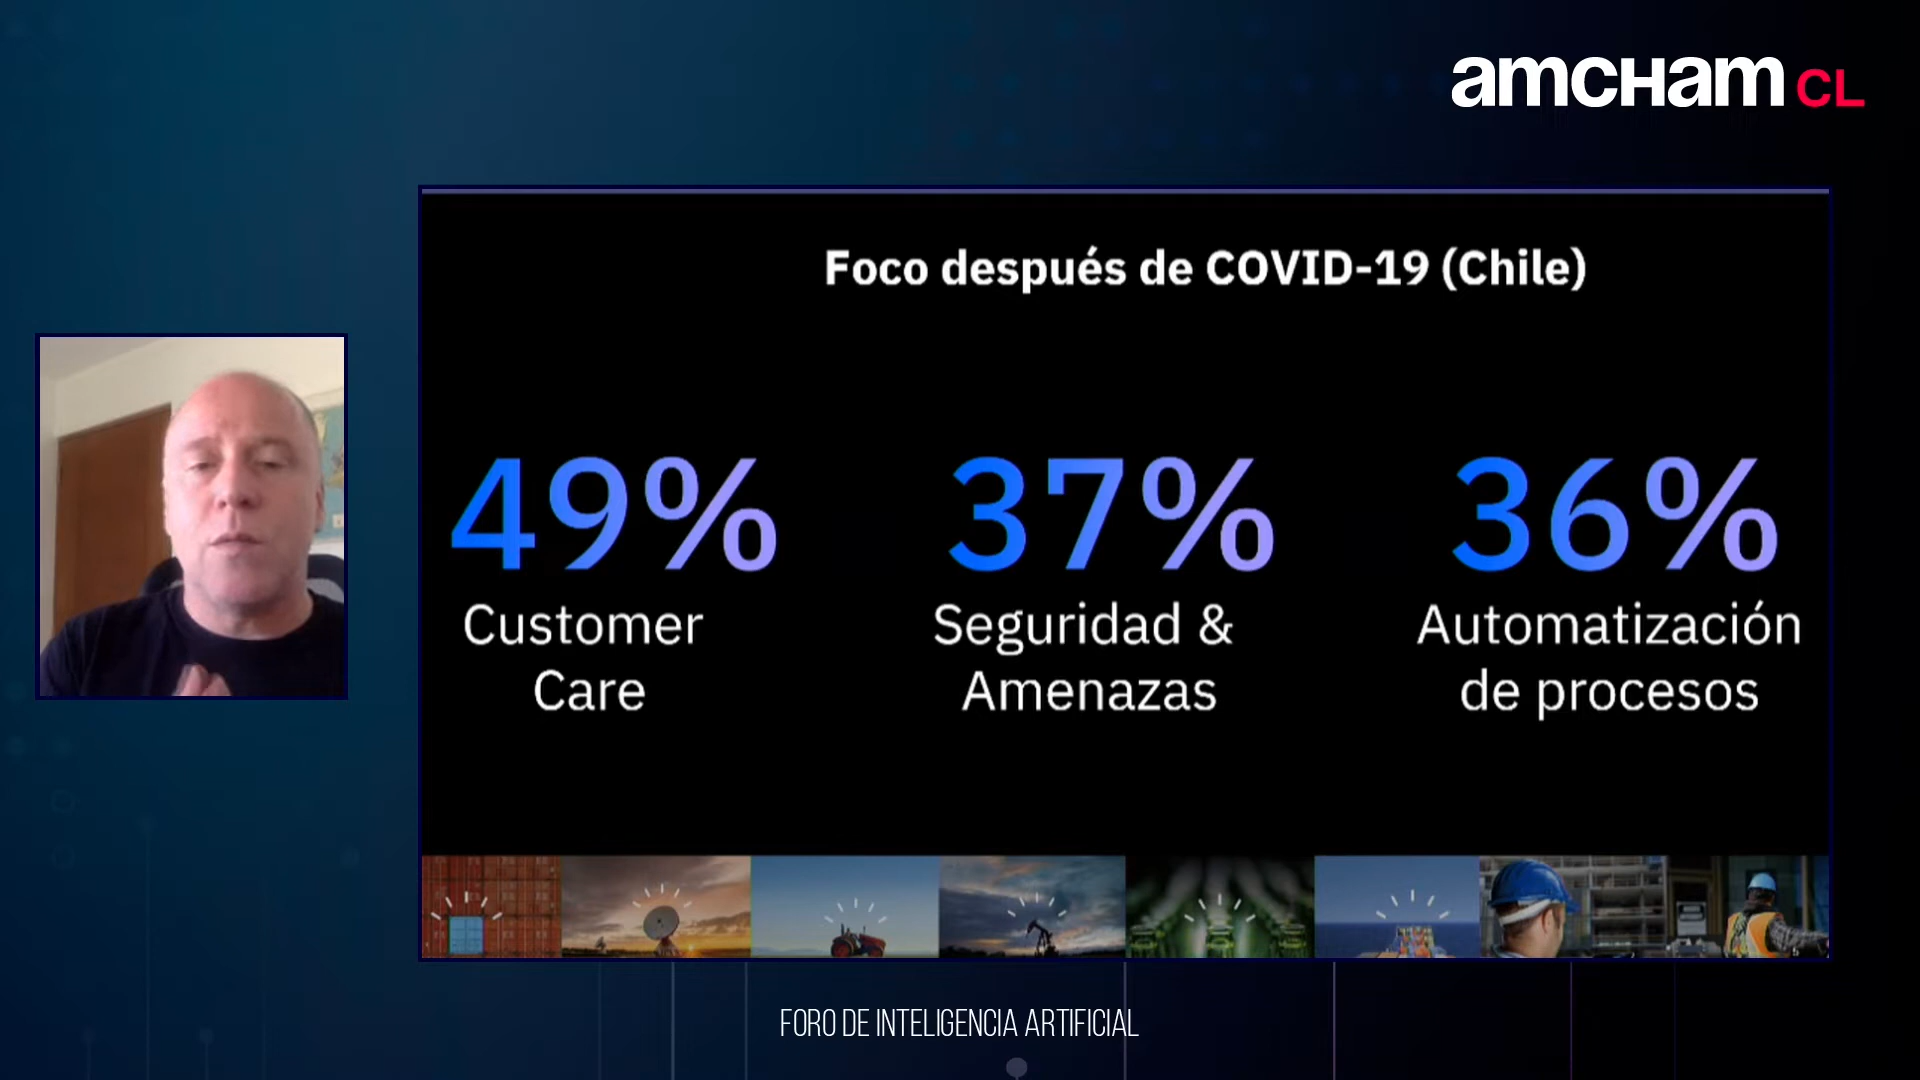 amcHam CL
Foco después de COVID-19 (Chile)
49%
Customer
Care
37%
Seguridad &
Amenazas
36%
Automatización
de procesos
FORO DE INTELIGENCIA ARTIFICIAL